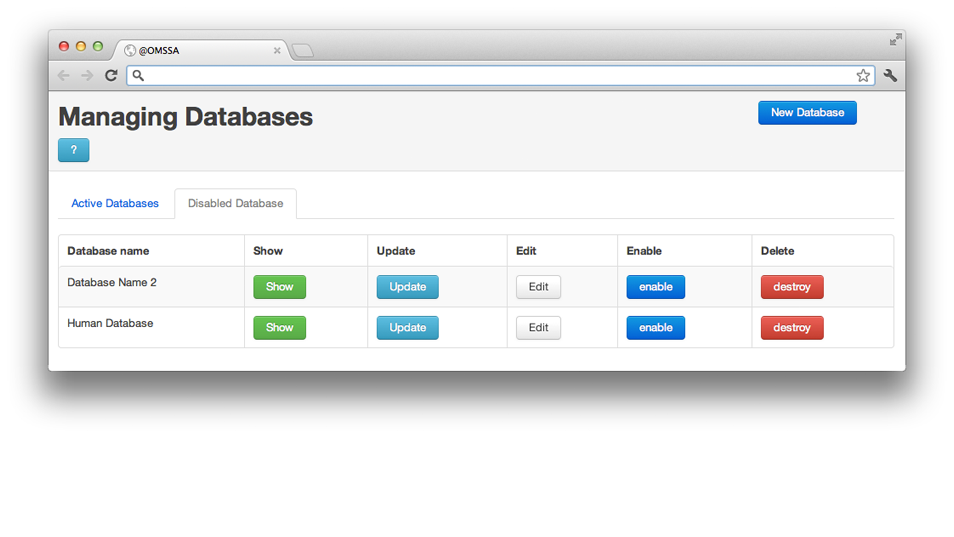 @OMSSA
Managing Databases
New Database
?
Active Databases
Disabled Database
Database name Show Update Edit Enable Delete
Database Name 2 Show Update Edit enable destroy
Human Database Show Update Edit enable destroy